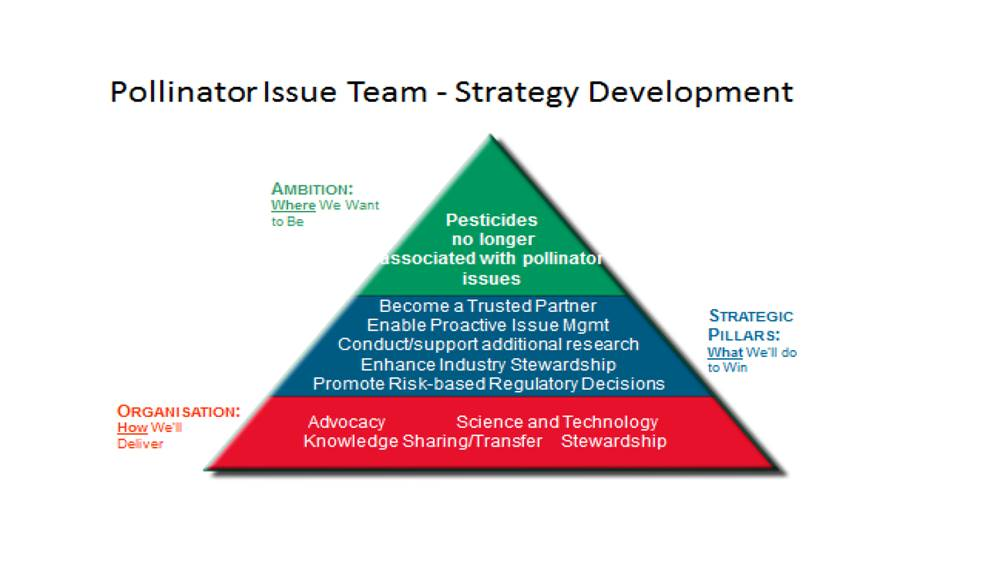 Pollinator Issue Team - Strategy Development
AMBITION:
Where We Want
to Be
Pesticides
no longer
associated with pollinator
issues
Become a Trusted Partner
Enable Proactive Issue Mgmt
Conduct/support additional research
Enhance Industry Stewardship
Promote Risk-based Regulatory Decisions
STRATEGIC
PILLARS:
What We'll do
to Win
ORGANISATION:
How We'll
Deliver
Advocacy Science and Technology
Knowledge Sharing/Transfer Stewardship